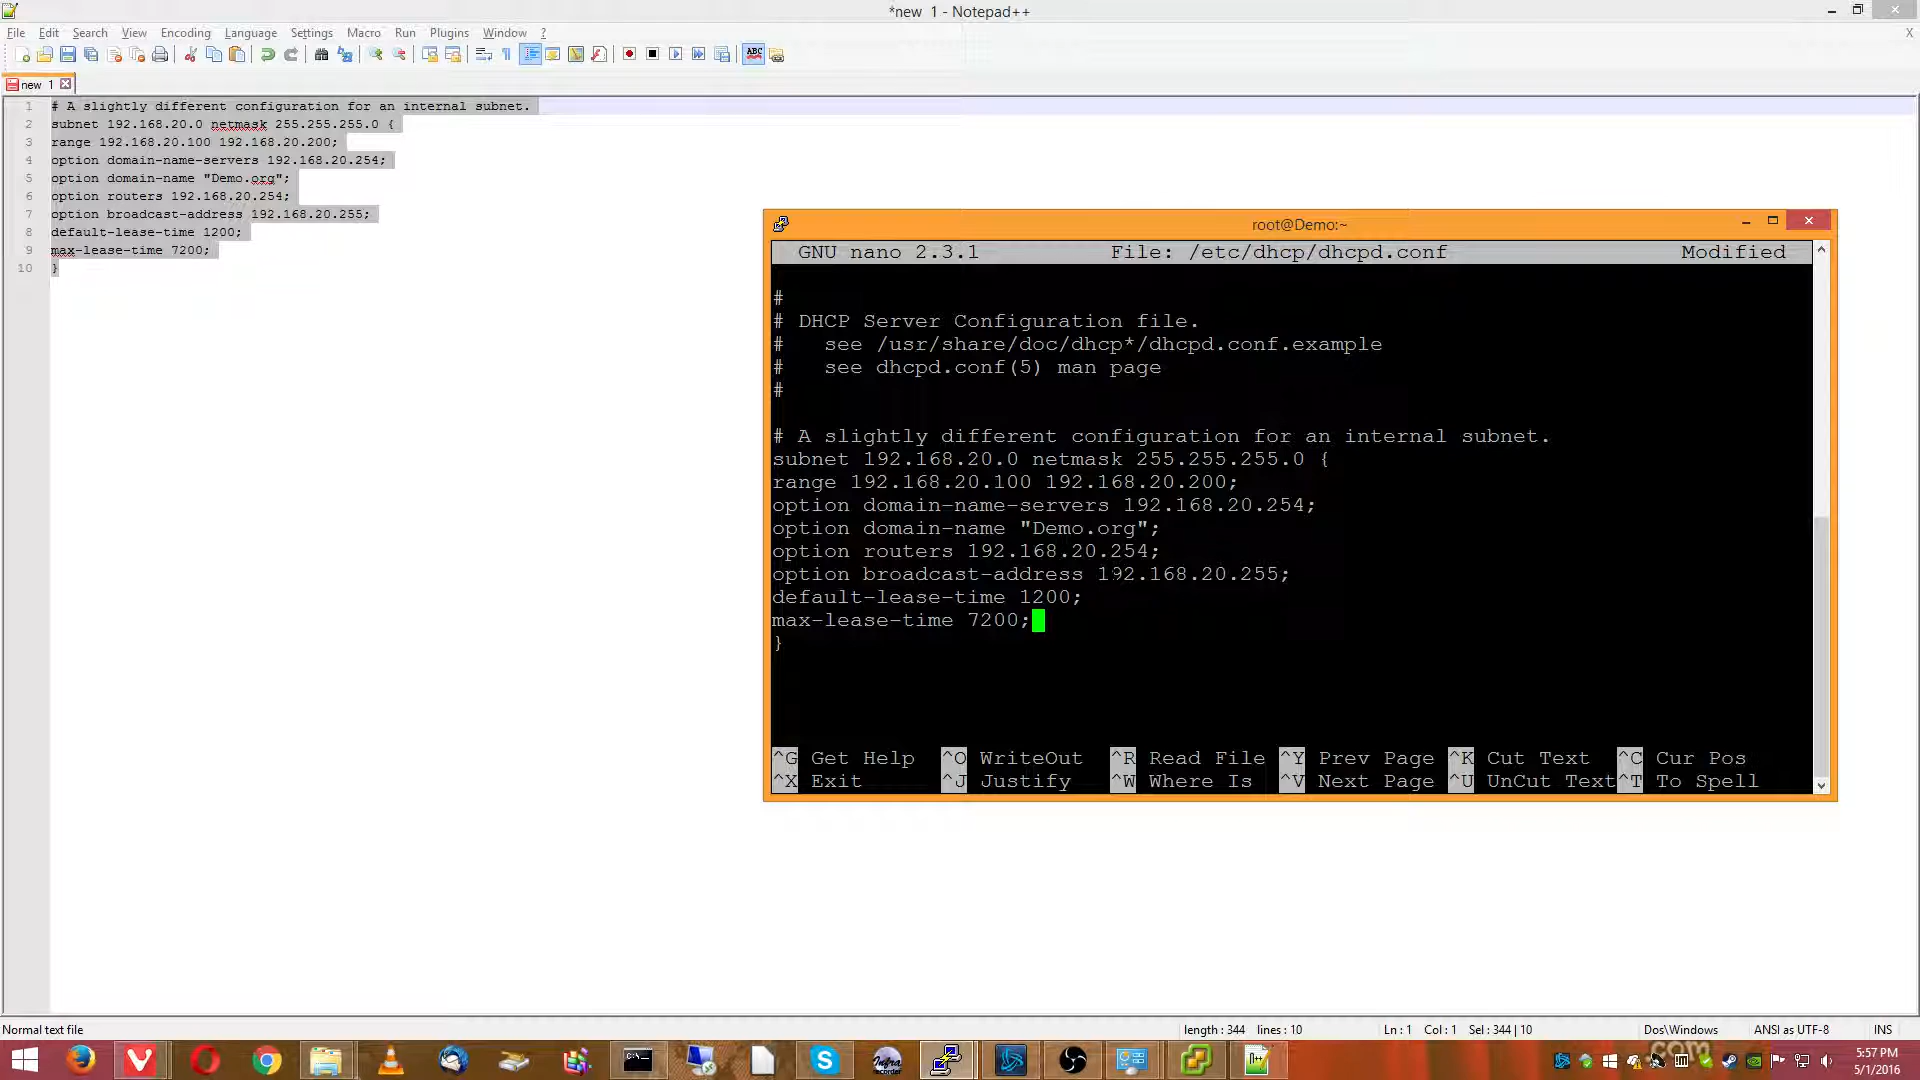 *new 1 - Notepad++
File Edit Search View Encoding Language Settings Macro Run Plugins Window ?
X
ABC
new 1
1 # A slightly different configuration for an internal subnet.
2 subnet 192.168.20.0 netmask 255.255.255.0 {
3 range 192.168.20.100 192.168.20.200;
4 option domain-name-servers 192.168.20.254;
5 option domain-name "Demo.org";
6 option routers 192.168.20.254;
7 option broadcast-address 192.168.20.255;
8 default-lease-time 1200;
9 max-lease-time 7200;
10 }
root@Demo:~
GNU nano 2.3.1 File: /etc/dhcp/dhcpd.conf Modified
#
# DHCP Server Configuration file.
# see /usr/share/doc/dhcp*/dhcpd.conf.example
# see dhcpd.conf(5) man page
#
# A slightly different configuration for an internal subnet.
subnet 192.168.20.0 netmask 255.255.255.0 {
range 192.168.20.100 192.168.20.200;
option domain-name-servers 192.168.20.254;
option domain-name "Demo.org";
option routers 192.168.20.254;
option broadcast-address 192.168.20.255;
default-lease-time 1200;
max-lease-time 7200;
}
^G Get Help ^O WriteOut ^R Read File ^Y Prev Page ^K Cut Text ^C Cur Pos
^X Exit ^J Justify ^W Where Is ^V Next Page ^U UnCut Text ^T To Spell
Normal text file length : 344 lines : 10 Ln : 1 Col : 1 Sel : 344 | 10 Dos\Windows ANSI as UTF-8 INS
Infra
recorder
com
5:57 PM
5/1/2016